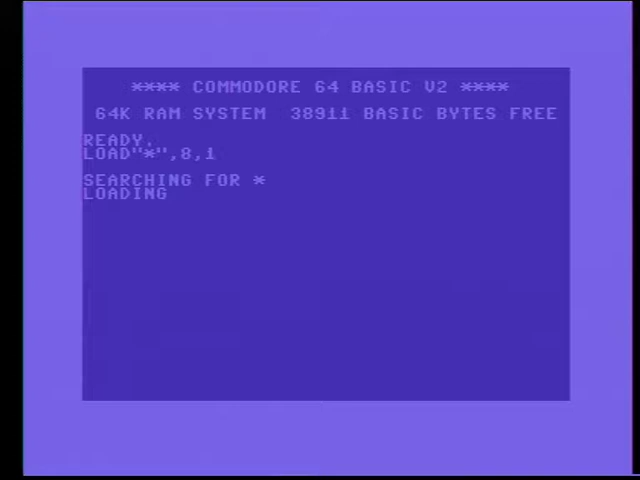 **** COMMODORE 64 BASIC V2 ****
64K RAM SYSTEM  38911 BASIC BYTES FREE
READY.
LOAD"*",8,1
SEARCHING FOR *
LOADING